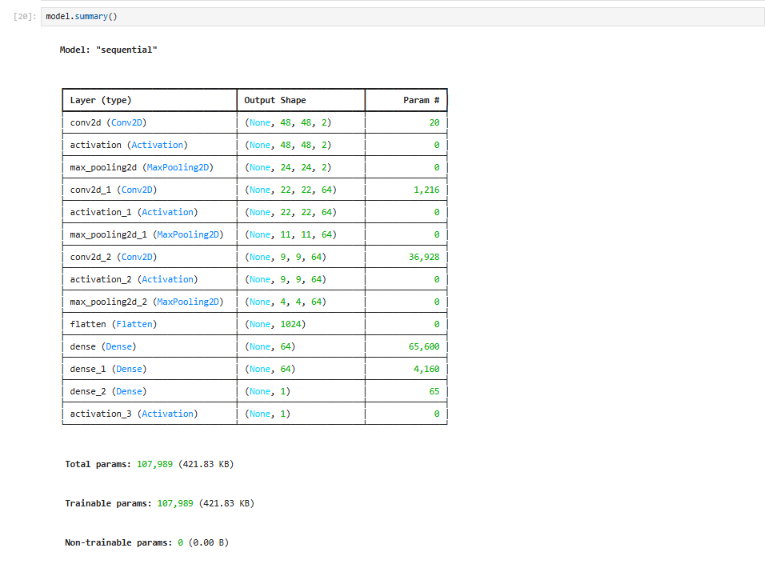 [20]: model.summary()
Model: "sequential"
Layer (type) Output Shape Param #
conv2d (Conv2D) (None, 48, 48, 2) 20
activation (Activation) (None, 48, 48, 2) 0
max_pooling2d (MaxPooling2D) (None, 24, 24, 2) 0
conv2d_1 (Conv2D) (None, 22, 22, 64) 1,216
activation_1 (Activation) (None, 22, 22, 64) 0
max_pooling2d_1 (MaxPooling2D) (None, 11, 11, 64) 0
conv2d_2 (Conv2D) (None, 9, 9, 64) 36,928
activation_2 (Activation) (None, 9, 9, 64) 0
max_pooling2d_2 (MaxPooling2D) (None, 4, 4, 64) 0
flatten (Flatten) (None, 1024) 0
dense (Dense) (None, 64) 65,600
dense_1 (Dense) (None, 64) 4,160
dense_2 (Dense) (None, 1) 65
activation_3 (Activation) (None, 1) 0
Total params: 107,989 (421.83 KB)
Trainable params: 107,989 (421.83 KB)
Non-trainable params: 0 (0.00 B)